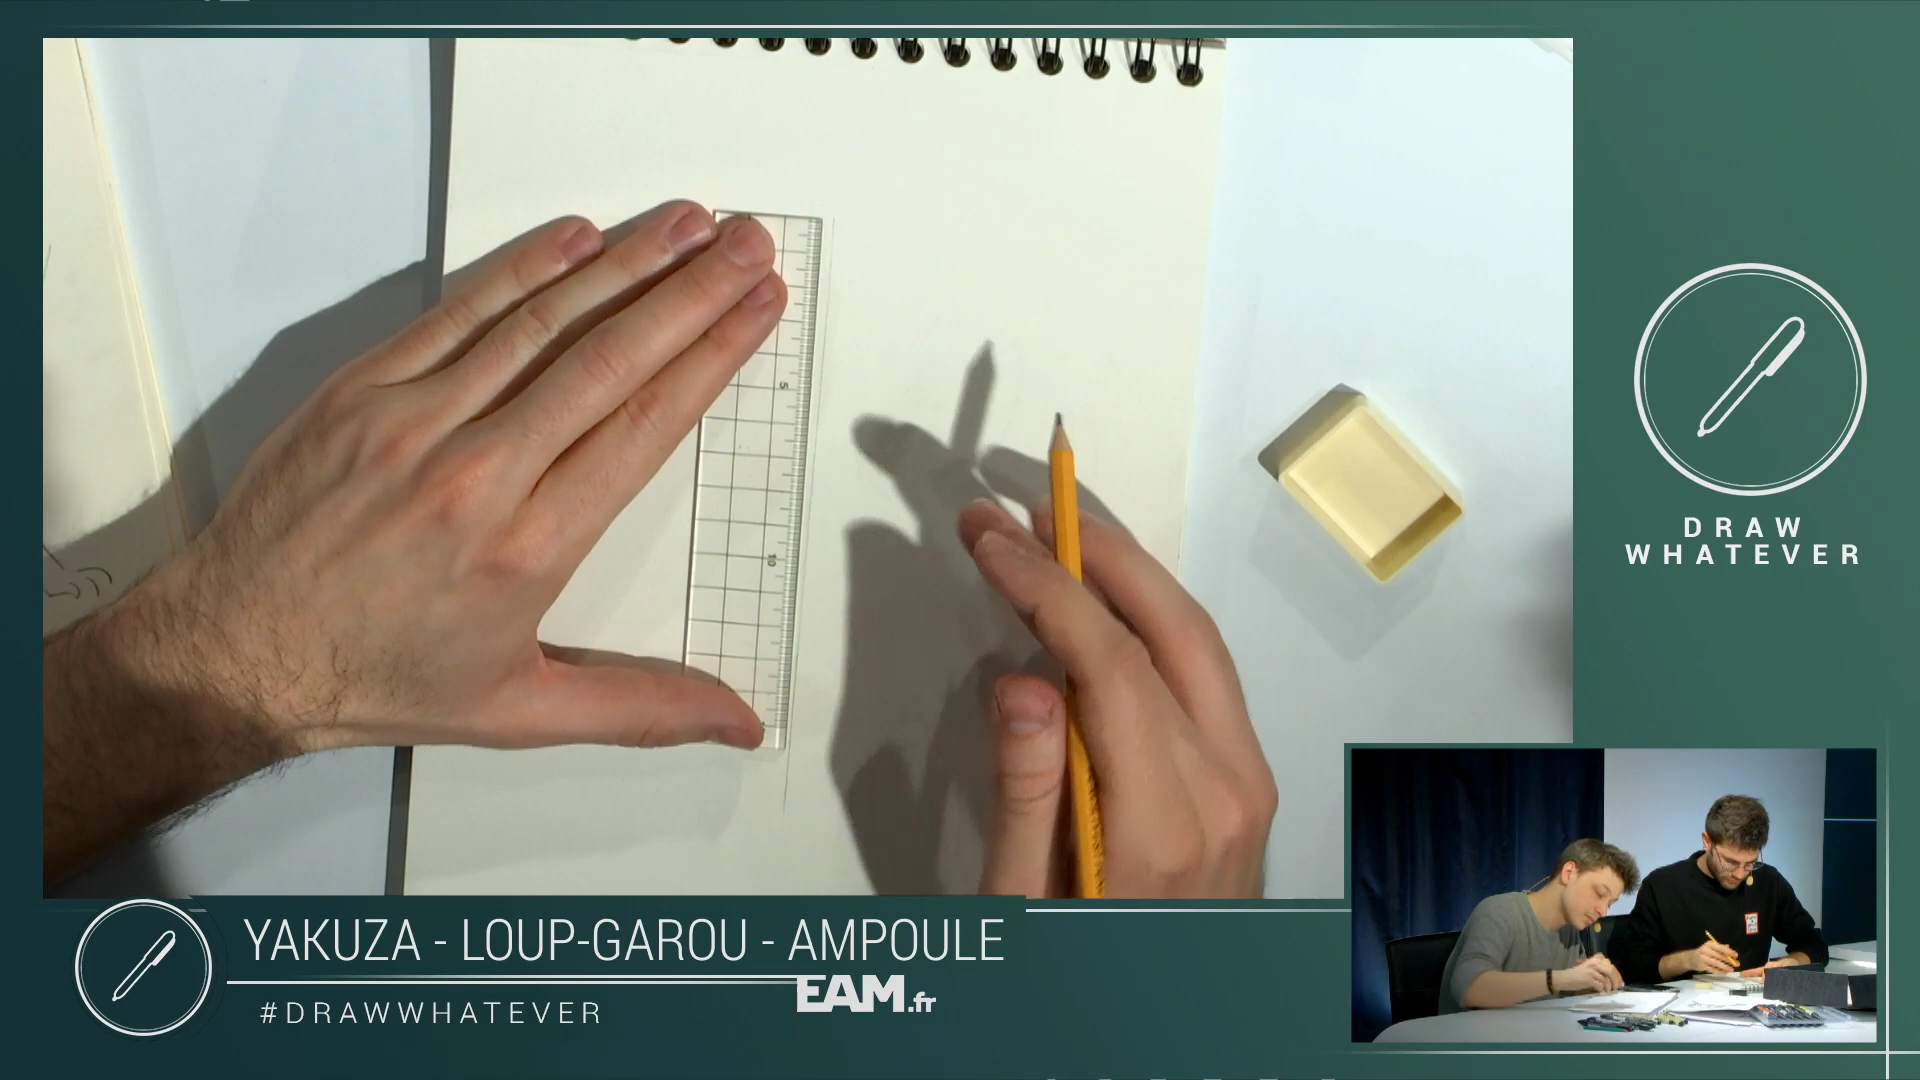 5
10
DRAW
WHATEVER
YAKUZA - LOUP-GAROU - AMPOULE
EAM.fr
#DRAWWHATEVER